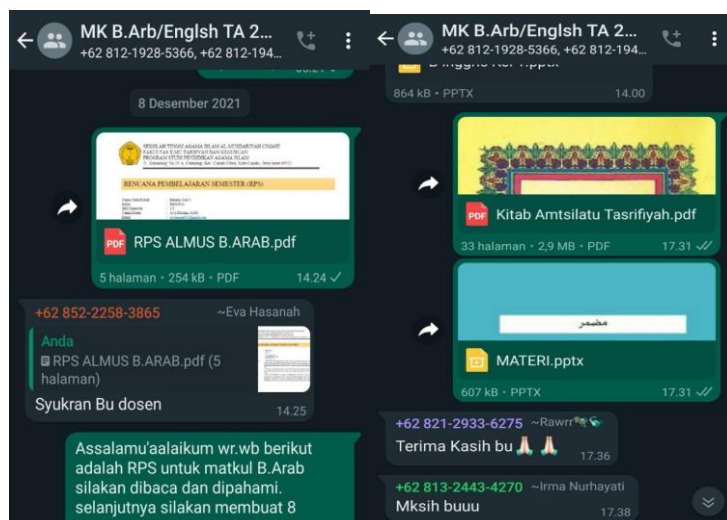 MK B.Arb/Englsh TA 2...
+62 812-1928-5366, +62 812-194...
8 Desember 2021
RENCANA PEMBELAJARAN SEMESTER (RPS)
PDF RPS ALMUS B.ARAB.pdf
5 halaman • 254 kB • PDF 14.24
+62 852-2258-3865 ~Eva Hasanah
Anda
RPS ALMUS B.ARAB.pdf (5
halaman)
Syukran Bu dosen
14.25
Assalamu'aalaikum wr.wb berikut
adalah RPS untuk matkul B.Arab
silakan dibaca dan dipahami.
selanjutnya silakan membuat 8
MK B.Arb/Englsh TA 2...
+62 812-1928-5366, +62 812-194...
864 kB • PPTX 14.00
PDF Kitab Amtsilatu Tasrifiyah.pdf
33 halaman • 2,9 MB • PDF 17.31
مضمر
MATERI.pptx
607 kB • PPTX 17.31
+62 821-2933-6275 ~Rawrr
Terima Kasih bu
17.36
+62 813-2443-4270 ~Irma Nurhayati
Mksih buuu
17.38